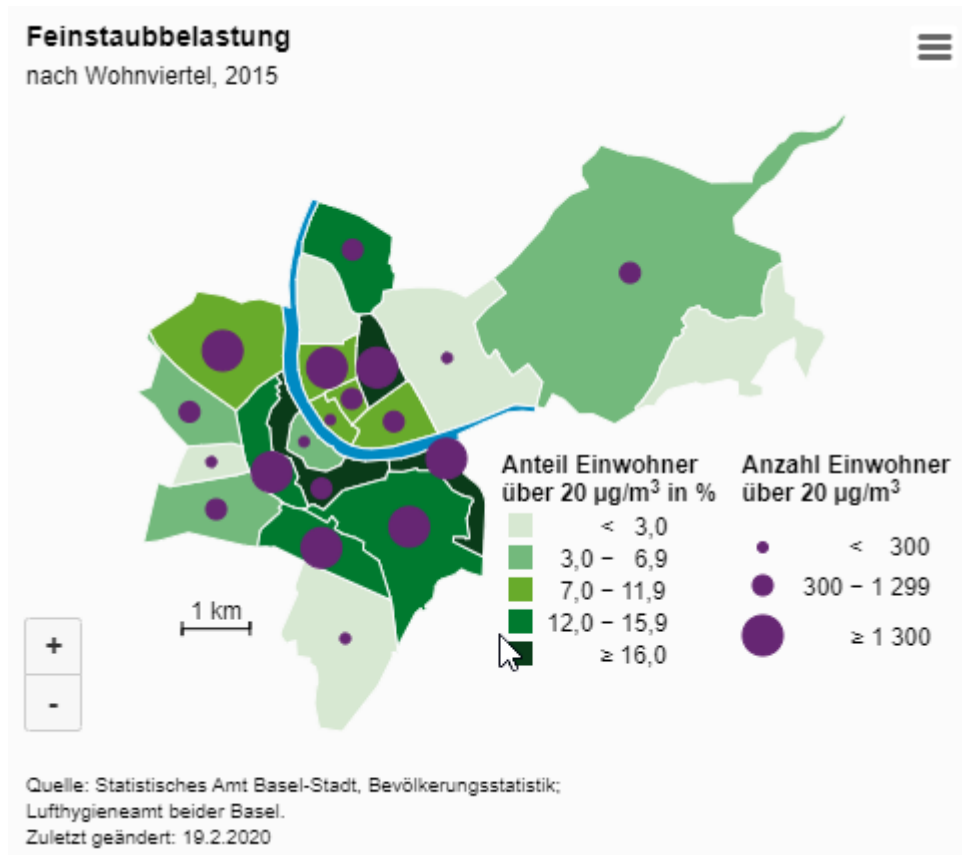 Feinstaubbelastung
nach Wohnviertel, 2015
Anteil Einwohner
über 20 µg/m³ in %
< 3,0
3,0 – 6,9
7,0 – 11,9
12,0 – 15,9
≥ 16,0
Anzahl Einwohner
über 20 µg/m³
< 300
300 – 1 299
≥ 1 300
1 km
+
-
Quelle: Statistisches Amt Basel-Stadt, Bevölkerungsstatistik;
Lufthygieneamt beider Basel.
Zuletzt geändert: 19.2.2020